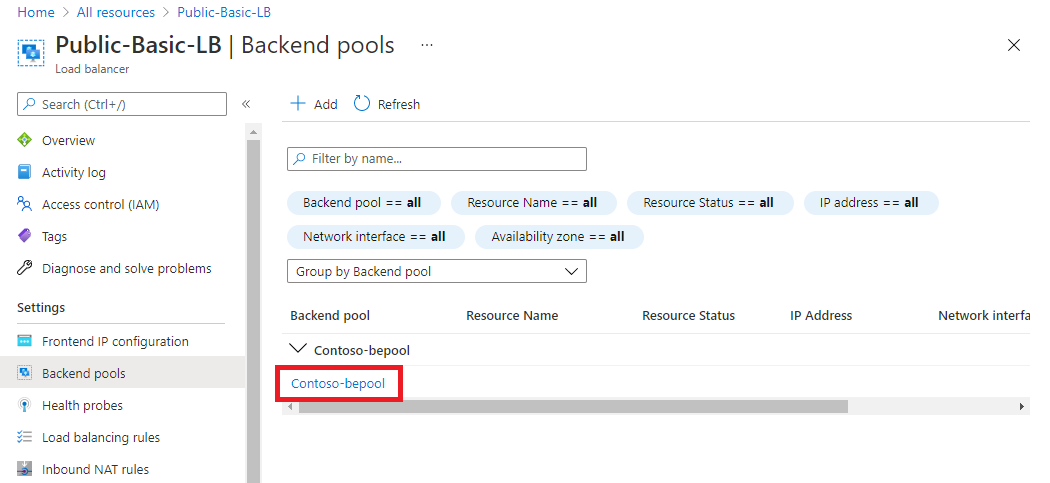 Home > All resources > Public-Basic-LB
Public-Basic-LB | Backend pools ...
Load balancer
Search (Ctrl+/) «
Add Refresh
Overview
Activity log
Access control (IAM)
Tags
Diagnose and solve problems
Settings
Frontend IP configuration
Backend pools
Health probes
Load balancing rules
Inbound NAT rules
Filter by name...
Backend pool == all Resource Name == all Resource Status == all IP address == all
Network interface == all Availability zone == all
Group by Backend pool
Backend pool Resource Name Resource Status IP Address Network interfa
Contoso-bepool
Contoso-bepool